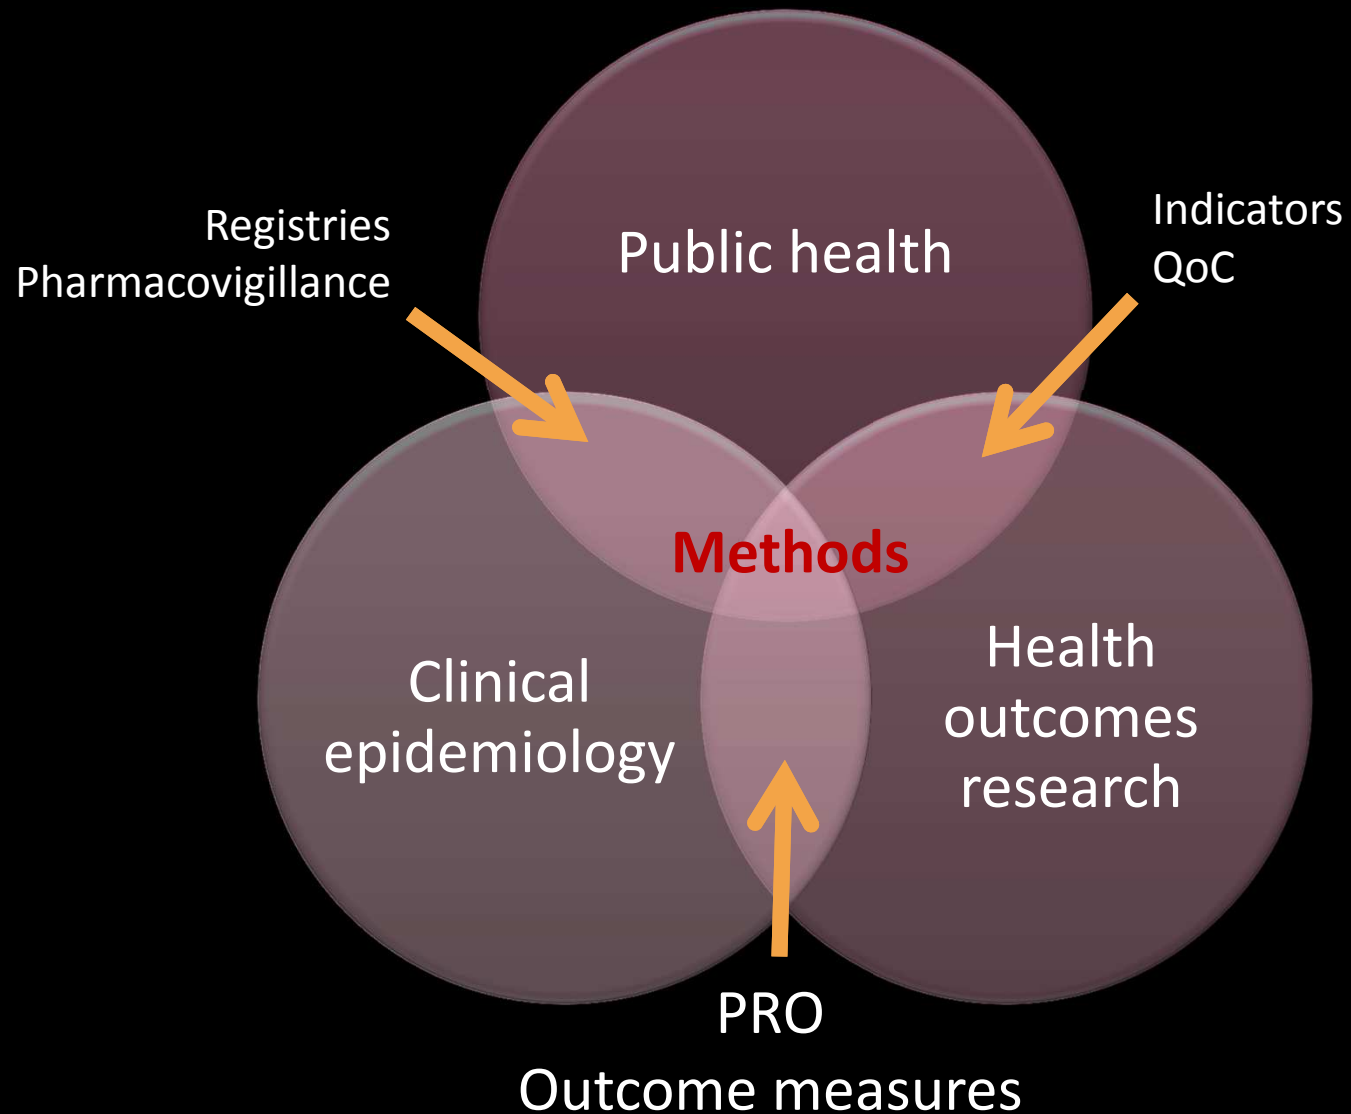 Registries
Pharmacovigillance
Public health
Indicators
QoC
Methods
Clinical
epidemiology
Health
outcomes
research
PRO
Outcome measures